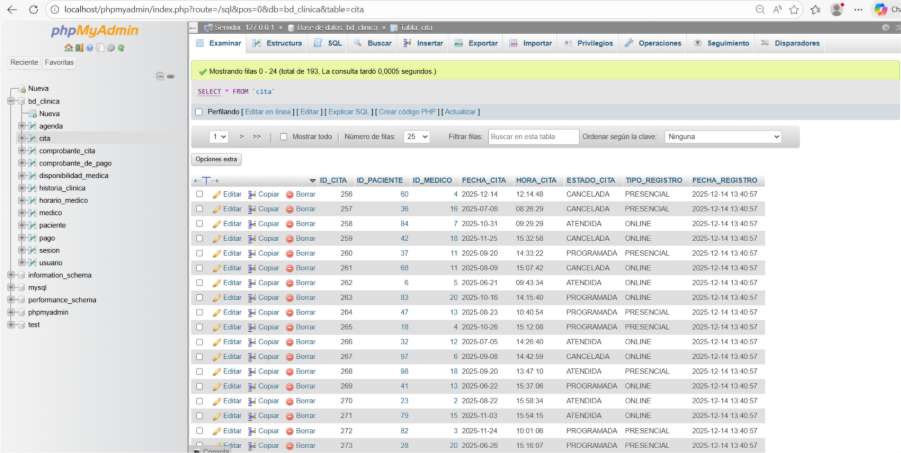 localhost/phpmyadmin/index.php?route=/sql&pos=0&db=bd_clinica&table=cita
phpMyAdmin
Reciente Favoritas
Nueva
bd_clinica
Nueva
agenda
cita
comprobante_cita
comprobante_de_pago
disponibilidad_medica
historia_clinica
horario_medico
medico
paciente
pago
sesion
usuario
information_schema
mysql
performance_schema
phpmyadmin
test
Servidor: 127.0.0.1 » Base de datos: bd_clinica » Tabla: cita
Examinar Estructura SQL Buscar Insertar Exportar Importar Privilegios Operaciones Seguimiento Disparadores
Mostrando filas 0 - 24 (total de 193, La consulta tardó 0,0005 segundos.)
SELECT * FROM `cita`
Perfilando [ Editar en línea ] [ Editar ] [ Explicar SQL ] [ Crear código PHP ] [ Actualizar ]
1 > >> Mostrar todo Número de filas: 25 Filtrar filas: Buscar en esta tabla Ordenar según la clave: Ninguna
Opciones extra
ID_CITA ID_PACIENTE ID_MEDICO FECHA_CITA HORA_CITA ESTADO_CITA TIPO_REGISTRO FECHA_REGISTRO
Editar Copiar Borrar 256 60 4 2025-12-14 12:14:48 CANCELADA PRESENCIAL 2025-12-14 13:40:57
Editar Copiar Borrar 257 36 16 2025-07-08 08:26:29 CANCELADA PRESENCIAL 2025-12-14 13:40:57
Editar Copiar Borrar 258 84 7 2025-10-31 09:29:29 ATENDIDA ONLINE 2025-12-14 13:40:57
Editar Copiar Borrar 259 42 18 2025-11-25 15:32:58 CANCELADA ONLINE 2025-12-14 13:40:57
Editar Copiar Borrar 260 37 11 2025-09-20 14:33:22 PROGRAMADA PRESENCIAL 2025-12-14 13:40:57
Editar Copiar Borrar 261 68 11 2025-08-09 15:07:42 CANCELADA ONLINE 2025-12-14 13:40:57
Editar Copiar Borrar 262 6 5 2025-06-21 09:43:34 ATENDIDA ONLINE 2025-12-14 13:40:57
Editar Copiar Borrar 263 83 20 2025-10-16 14:15:40 PROGRAMADA ONLINE 2025-12-14 13:40:57
Editar Copiar Borrar 264 47 13 2025-08-23 10:40:54 PROGRAMADA PRESENCIAL 2025-12-14 13:40:57
Editar Copiar Borrar 265 18 4 2025-10-26 15:12:08 PROGRAMADA PRESENCIAL 2025-12-14 13:40:57
Editar Copiar Borrar 266 32 12 2025-07-05 14:26:40 ATENDIDA ONLINE 2025-12-14 13:40:57
Editar Copiar Borrar 267 97 6 2025-09-08 14:42:59 CANCELADA ONLINE 2025-12-14 13:40:57
Editar Copiar Borrar 268 98 18 2025-09-20 13:47:10 ATENDIDA PRESENCIAL 2025-12-14 13:40:57
Editar Copiar Borrar 269 41 13 2025-06-22 15:37:06 PROGRAMADA ONLINE 2025-12-14 13:40:57
Editar Copiar Borrar 270 23 2 2025-08-22 15:58:34 ATENDIDA ONLINE 2025-12-14 13:40:57
Editar Copiar Borrar 271 79 15 2025-11-03 15:54:15 ATENDIDA ONLINE 2025-12-14 13:40:57
Editar Copiar Borrar 272 82 3 2025-11-24 10:01:06 PROGRAMADA PRESENCIAL 2025-12-14 13:40:57
Editar Copiar Borrar 273 28 20 2025-06-26 15:16:07 PROGRAMADA PRESENCIAL 2025-12-14 13:40:57
Consola